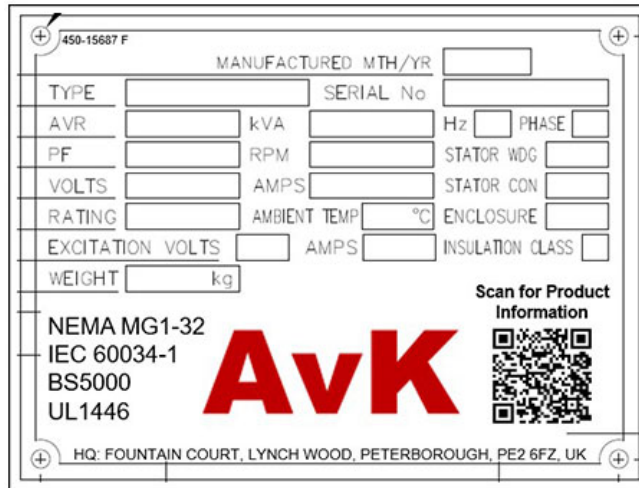 450-15687 F
MANUFACTURED MTH/YR
TYPE SERIAL No
AVR kVA Hz PHASE
PF RPM STATOR WDG
VOLTS AMPS STATOR CON
RATING AMBIENT TEMP °C ENCLOSURE
EXCITATION VOLTS AMPS INSULATION CLASS
WEIGHT kg
Scan for Product
Information
NEMA MG1-32
IEC 60034-1
BS5000
UL1446
AvK
HQ: FOUNTAIN COURT, LYNCH WOOD, PETERBOROUGH, PE2 6FZ, UK